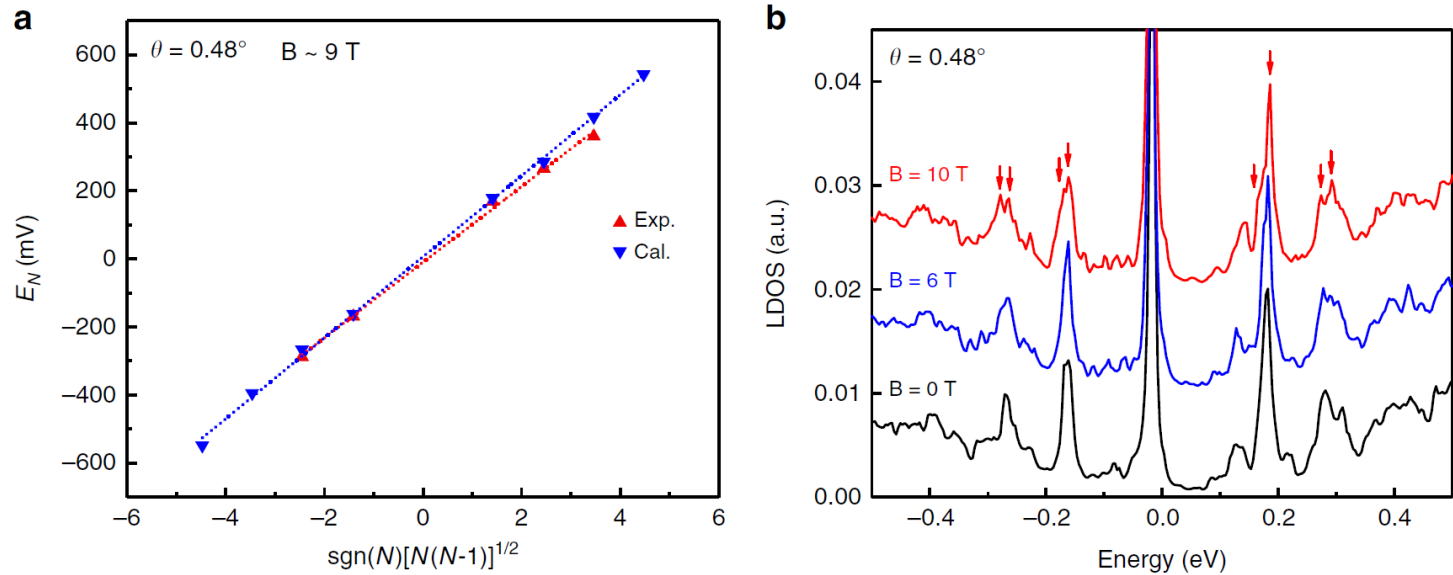 a
θ = 0.48°    B ~ 9 T
600
400
200
0
−200
−400
−600
E_N (mV)
Exp.
Cal.
−6 −4 −2 0 2 4 6
sgn(N)[N(N-1)]^{1/2}
b
θ = 0.48°
0.04
0.03
0.02
0.01
0.00
LDOS (a.u.)
B = 10 T
B = 6 T
B = 0 T
−0.4 −0.2 0.0 0.2 0.4
Energy (eV)